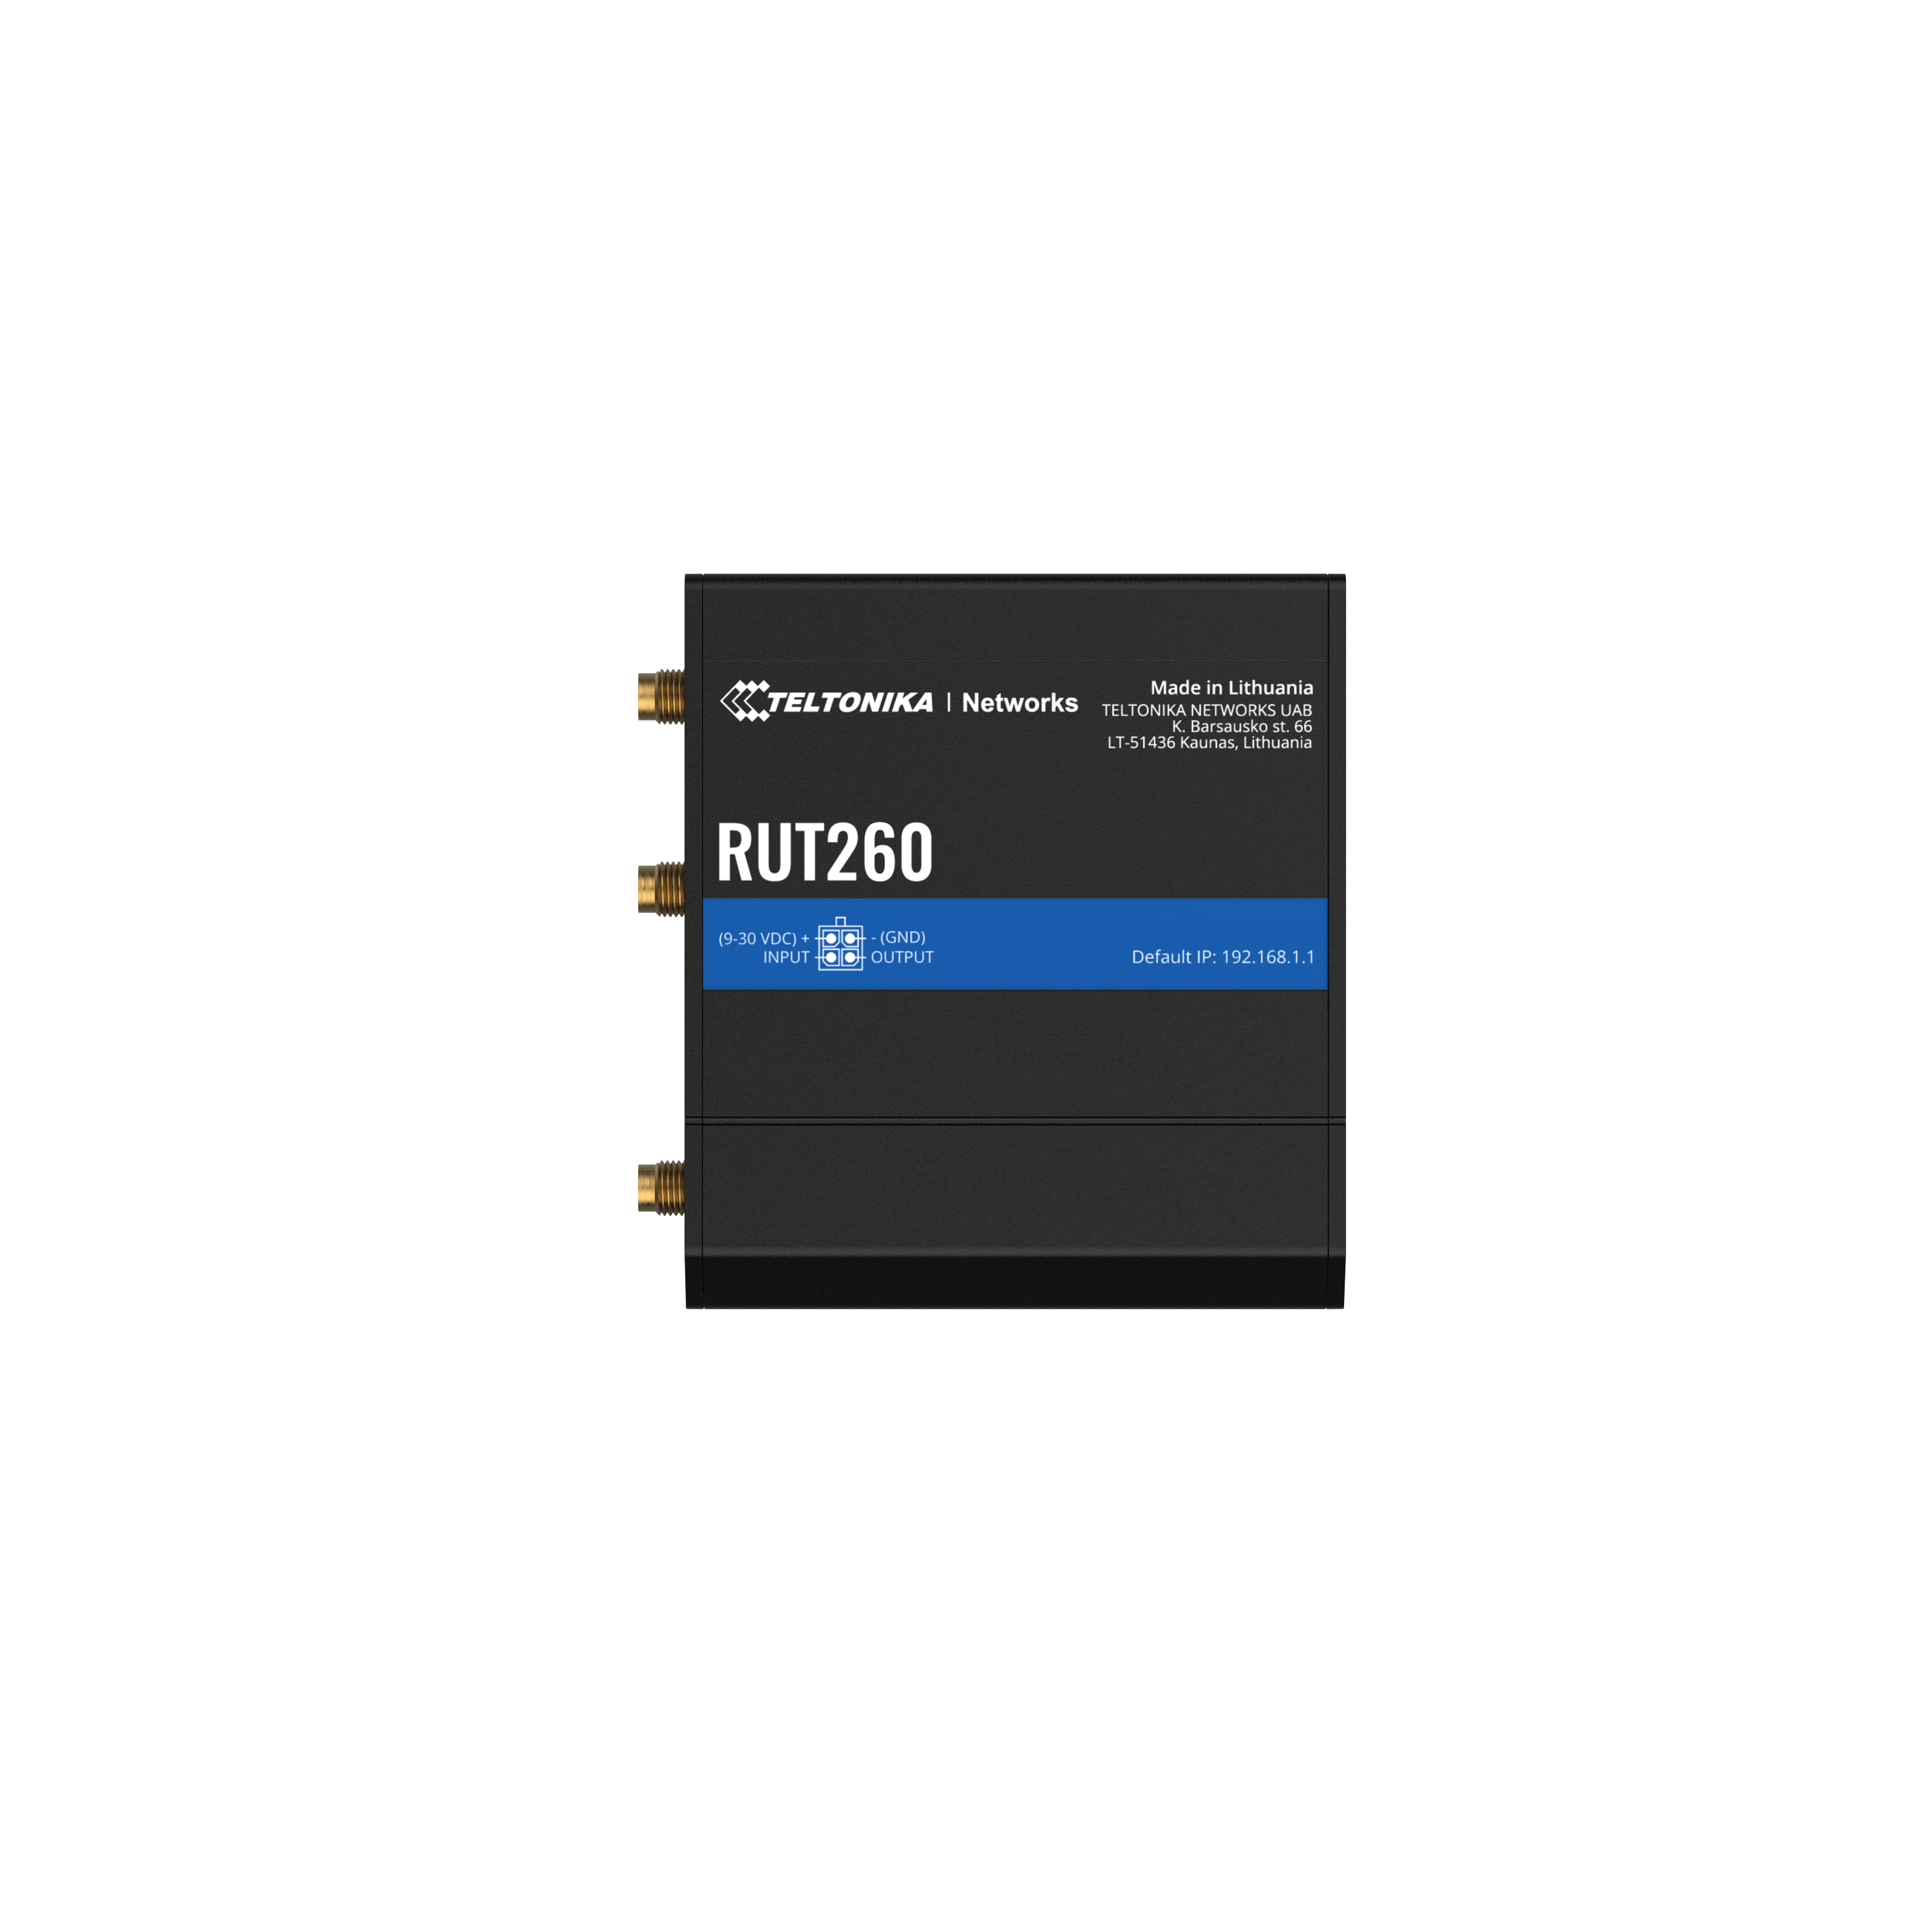 TELTONIKA | Networks
Made in Lithuania
TELTONIKA NETWORKS UAB
K. Barsausko st. 66
LT-51436 Kaunas, Lithuania
RUT260
(9-30 VDC) + - (GND)
INPUT OUTPUT
Default IP: 192.168.1.1